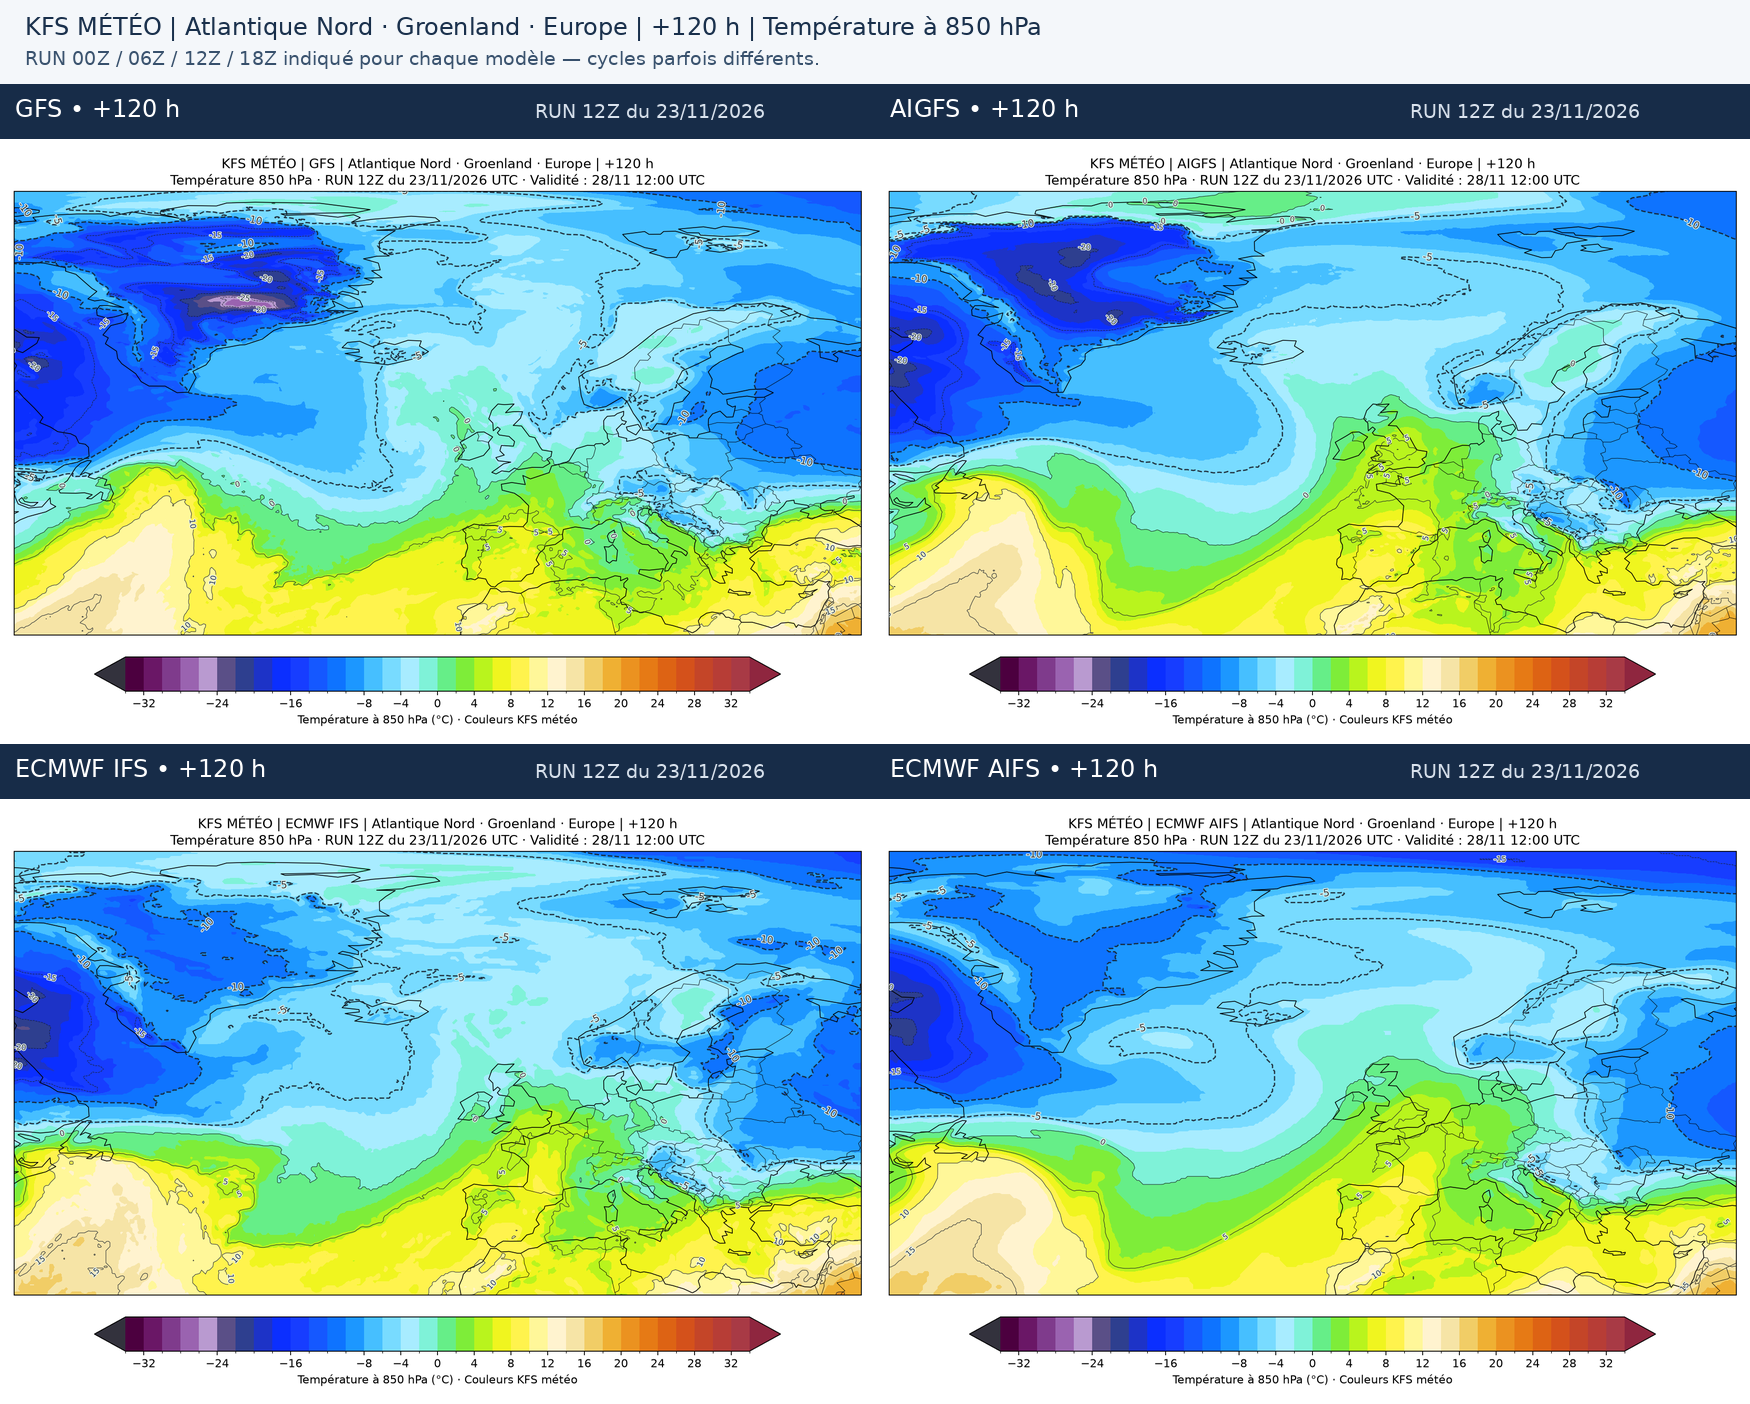 KFS MÉTÉO | Atlantique Nord · Groenland · Europe | +120 h | Température à 850 hPa
RUN 00Z / 06Z / 12Z / 18Z indiqué pour chaque modèle — cycles parfois différents.
GFS • +120 h
RUN 12Z du 23/11/2026
AIGFS • +120 h
RUN 12Z du 23/11/2026
KFS MÉTÉO | GFS | Atlantique Nord · Groenland · Europe | +120 h
Température 850 hPa · RUN 12Z du 23/11/2026 UTC · Validité : 28/11 12:00 UTC
KFS MÉTÉO | AIGFS | Atlantique Nord · Groenland · Europe | +120 h
Température 850 hPa · RUN 12Z du 23/11/2026 UTC · Validité : 28/11 12:00 UTC
−32 −24 −16 −8 −4 0 4 8 12 16 20 24 28 32
Température à 850 hPa (°C) · Couleurs KFS météo
−32 −24 −16 −8 −4 0 4 8 12 16 20 24 28 32
Température à 850 hPa (°C) · Couleurs KFS météo
ECMWF IFS • +120 h
RUN 12Z du 23/11/2026
ECMWF AIFS • +120 h
RUN 12Z du 23/11/2026
KFS MÉTÉO | ECMWF IFS | Atlantique Nord · Groenland · Europe | +120 h
Température 850 hPa · RUN 12Z du 23/11/2026 UTC · Validité : 28/11 12:00 UTC
KFS MÉTÉO | ECMWF AIFS | Atlantique Nord · Groenland · Europe | +120 h
Température 850 hPa · RUN 12Z du 23/11/2026 UTC · Validité : 28/11 12:00 UTC
−32 −24 −16 −8 −4 0 4 8 12 16 20 24 28 32
Température à 850 hPa (°C) · Couleurs KFS météo
−32 −24 −16 −8 −4 0 4 8 12 16 20 24 28 32
Température à 850 hPa (°C) · Couleurs KFS météo